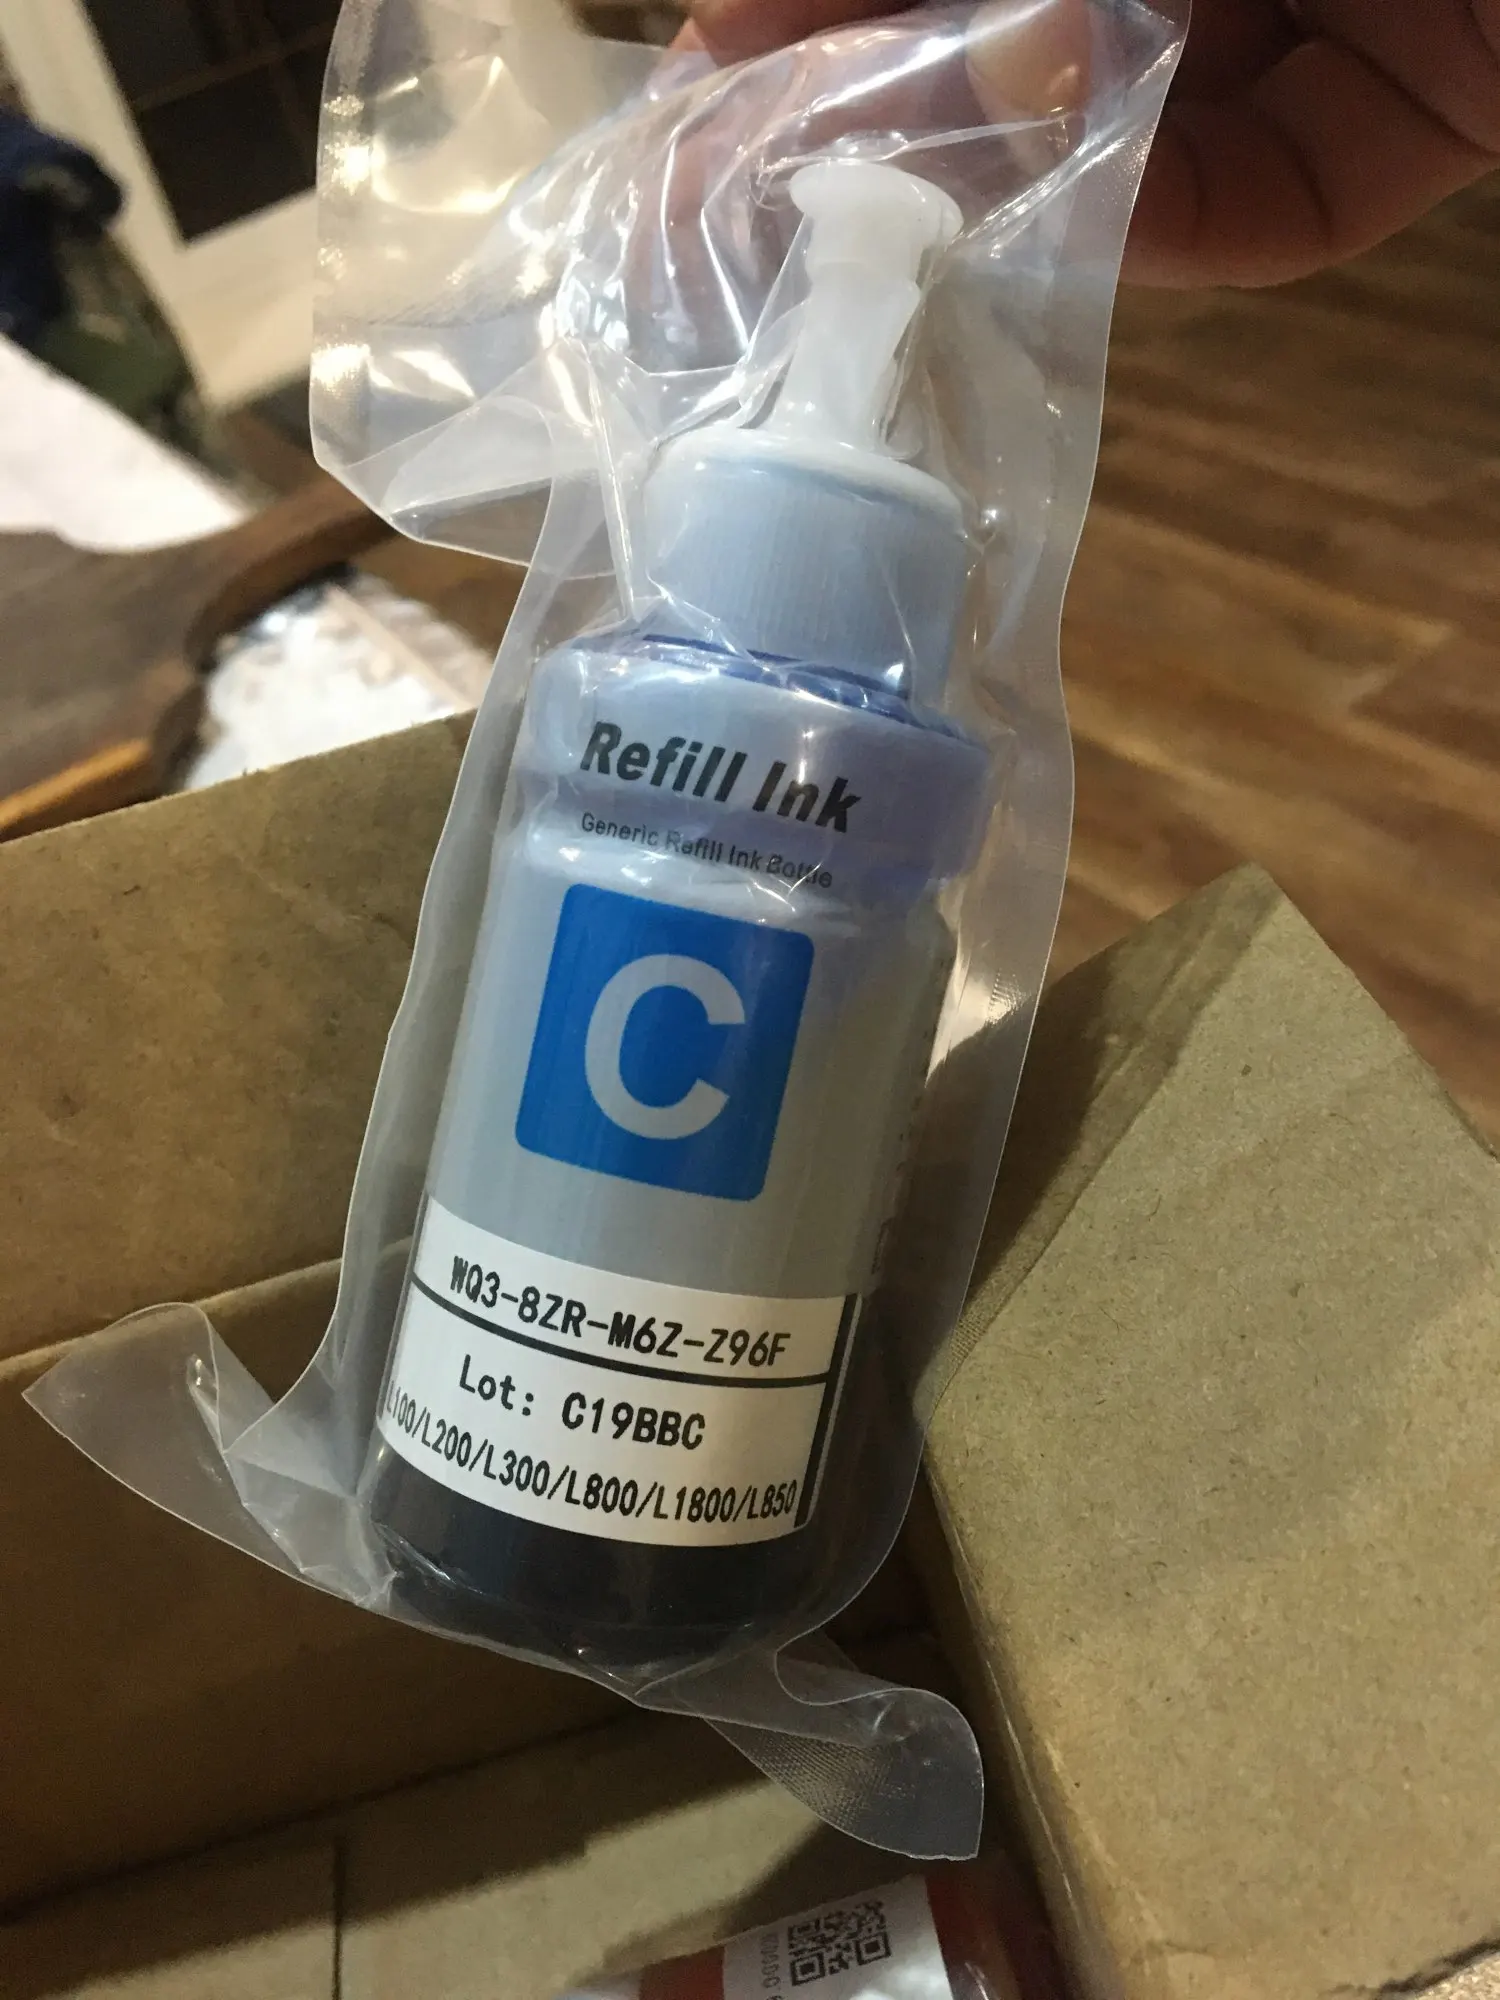 Refill Ink
Generic Refill Ink Bottle
C
WQ3-8ZR-M6Z-Z96F
Lot: C19BBC
L100/L200/L300/L800/L1800/L850